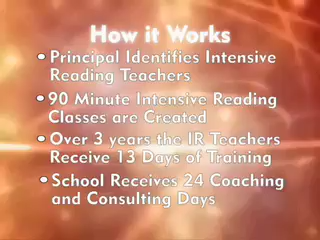 How it Works
Principal Identifies Intensive
Reading Teachers
90 Minute Intensive Reading
Classes are Created
Over 3 years the IR Teachers
Receive 13 Days of Training
School Receives 24 Coaching
and Consulting Days